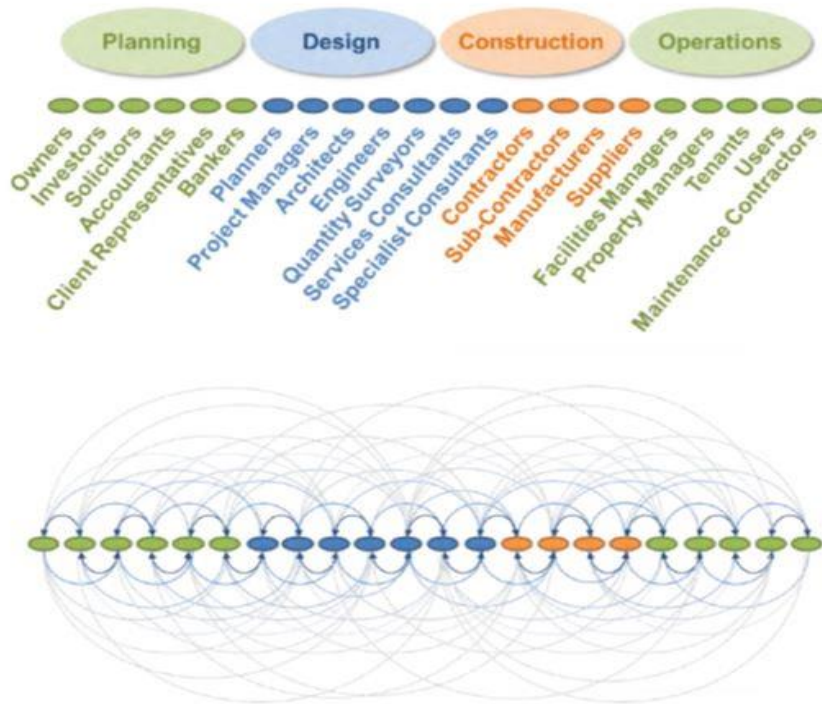 Planning
Design
Construction
Operations
Owners
Investors
Solicitors
Accountants
Client Representatives
Bankers
Planners
Project Managers
Architects
Engineers
Quantity Surveyors
Services Consultants
Specialist Consultants
Contractors
Sub-Contractors
Manufacturers
Suppliers
Facilities Managers
Property Managers
Tenants
Users
Maintenance Contractors